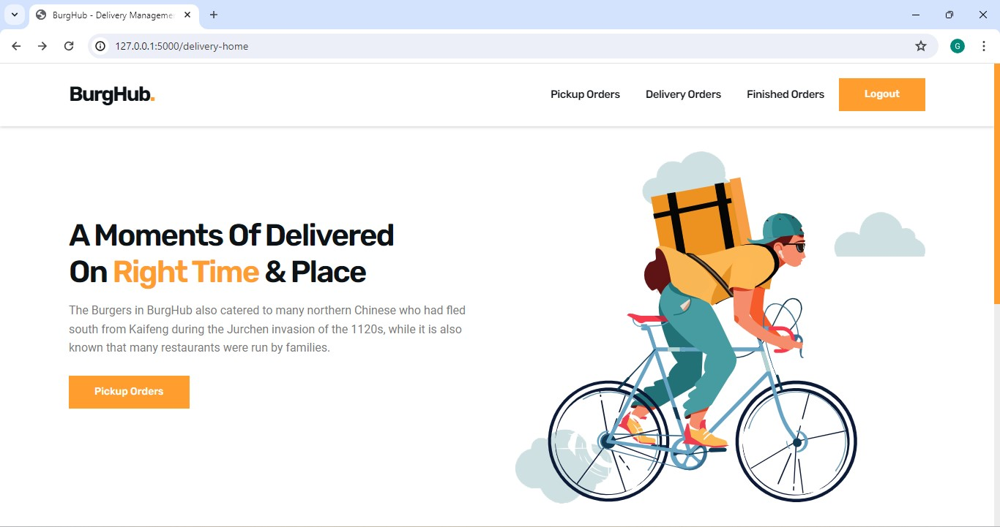 BurgHub - Delivery Manageme
127.0.0.1:5000/delivery-home
G
BurgHub.
Pickup Orders
Delivery Orders
Finished Orders
Logout
A Moments Of Delivered
On Right Time & Place
The Burgers in BurgHub also catered to many northern Chinese who had fled
south from Kaifeng during the Jurchen invasion of the 1120s, while it is also
known that many restaurants were run by families.
Pickup Orders